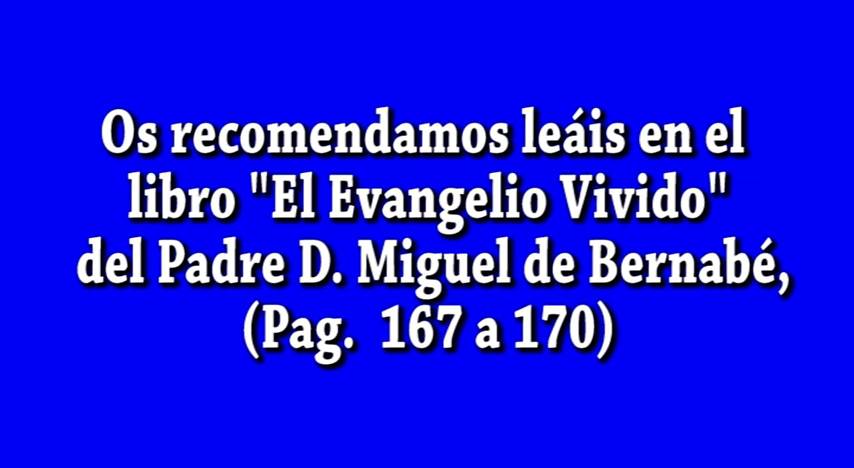 Os recomendamos leáis en el
libro "El Evangelio Vivido"
del Padre D. Miguel de Bernabé,
(Pag. 167 a 170)